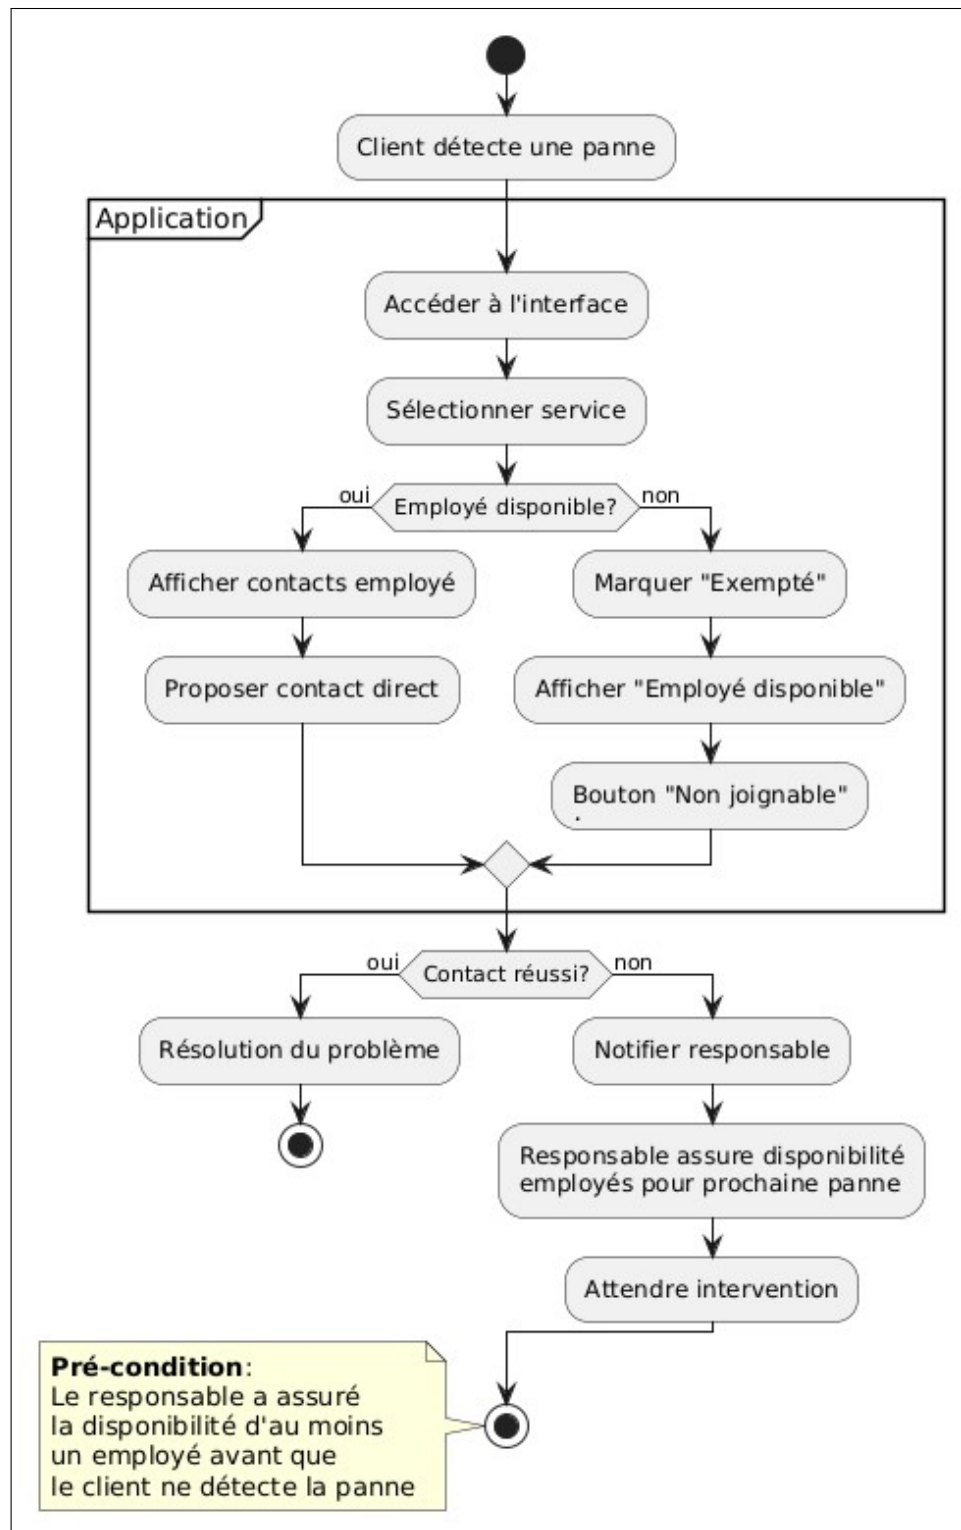 Client détecte une panne
Application
Accéder à l'interface
Sélectionner service
oui
Employé disponible?
non
Afficher contacts employé
Marquer "Exempté"
Proposer contact direct
Afficher "Employé disponible"
Bouton "Non joignable"
.
oui
Contact réussi?
non
Résolution du problème
Notifier responsable
Responsable assure disponibilité
employés pour prochaine panne
Attendre intervention
Pré-condition:
Le responsable a assuré
la disponibilité d'au moins
un employé avant que
le client ne détecte la panne